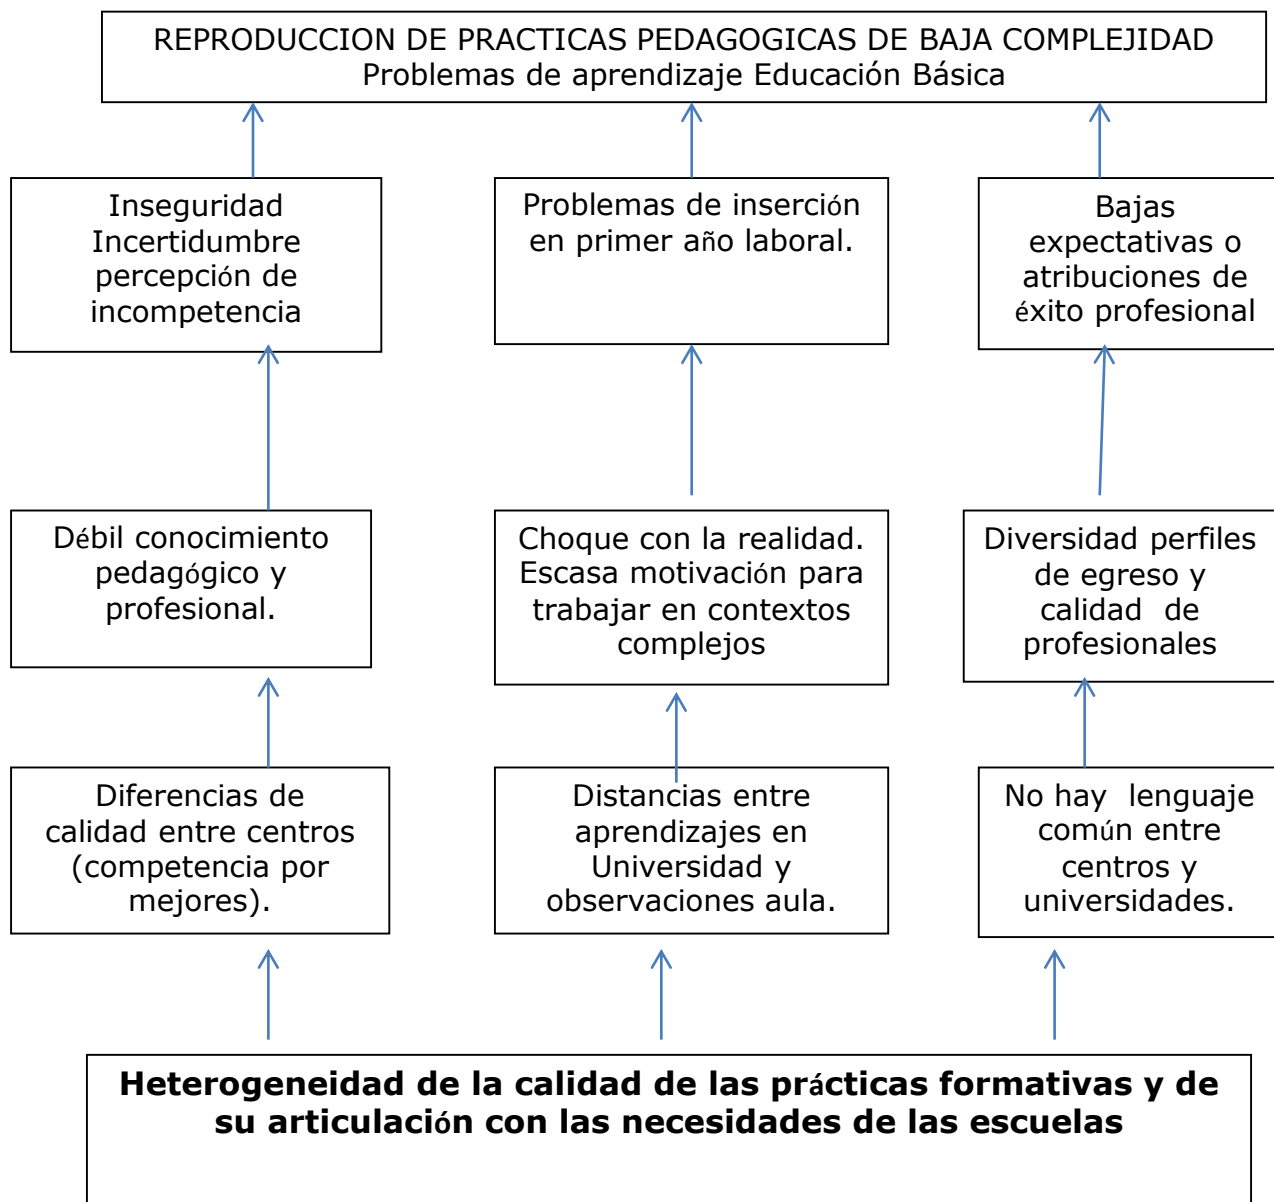 REPRODUCCION DE PRACTICAS PEDAGOGICAS DE BAJA COMPLEJIDAD
Problemas de aprendizaje Educación Básica
Inseguridad
Incertidumbre
percepción de
incompetencia
Problemas de inserción
en primer año laboral.
Bajas
expectativas o
atribuciones de
éxito profesional
Débil conocimiento
pedagógico y
profesional.
Choque con la realidad.
Escasa motivación para
trabajar en contextos
complejos
Diversidad perfiles
de egreso y
calidad de
profesionales
Diferencias de
calidad entre centros
(competencia por
mejores).
Distancias entre
aprendizajes en
Universidad y
observaciones aula.
No hay lenguaje
común entre
centros y
universidades.
Heterogeneidad de la calidad de las prácticas formativas y de
su articulación con las necesidades de las escuelas